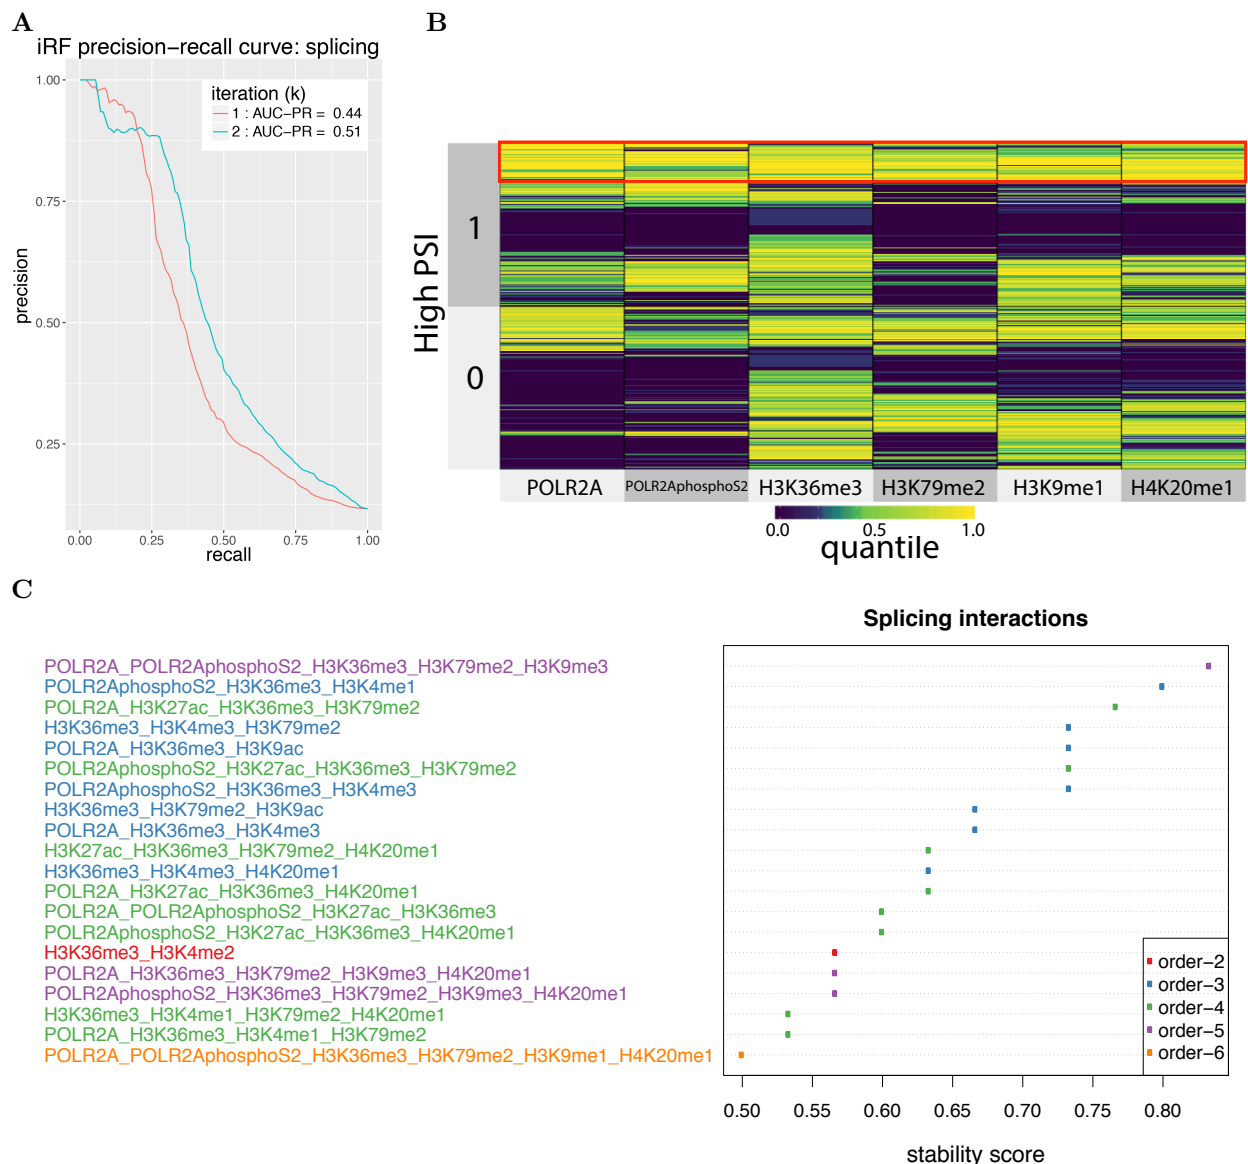 A
iRF precision–recall curve: splicing
1.00
0.75
0.50
0.25
precision
iteration (k)
1 : AUC–PR = 0.44
2 : AUC–PR = 0.51
0.00 0.25 0.50 0.75 1.00
recall
B
High PSI
1
0
POLR2A POLR2AphosphoS2 H3K36me3 H3K79me2 H3K9me1 H4K20me1
0.0 0.5 1.0
quantile
C
Splicing interactions
POLR2A_POLR2AphosphoS2_H3K36me3_H3K79me2_H3K9me3
POLR2AphosphoS2_H3K36me3_H3K4me1
POLR2A_H3K27ac_H3K36me3_H3K79me2
H3K36me3_H3K4me3_H3K79me2
POLR2A_H3K36me3_H3K9ac
POLR2AphosphoS2_H3K27ac_H3K36me3_H3K79me2
POLR2AphosphoS2_H3K36me3_H3K4me3
H3K36me3_H3K79me2_H3K9ac
POLR2A_H3K36me3_H3K4me3
H3K27ac_H3K36me3_H3K79me2_H4K20me1
H3K36me3_H3K4me3_H4K20me1
POLR2A_H3K27ac_H3K36me3_H4K20me1
POLR2A_POLR2AphosphoS2_H3K27ac_H3K36me3
POLR2AphosphoS2_H3K27ac_H3K36me3_H4K20me1
H3K36me3_H3K4me2
POLR2A_H3K36me3_H3K79me2_H3K9me3_H4K20me1
POLR2AphosphoS2_H3K36me3_H3K79me2_H3K9me3_H4K20me1
H3K36me3_H3K4me1_H3K79me2_H4K20me1
POLR2A_H3K36me3_H3K4me1_H3K79me2
POLR2A_POLR2AphosphoS2_H3K36me3_H3K79me2_H3K9me1_H4K20me1
order−2
order−3
order−4
order−5
order−6
0.50 0.55 0.60 0.65 0.70 0.75 0.80
stability score